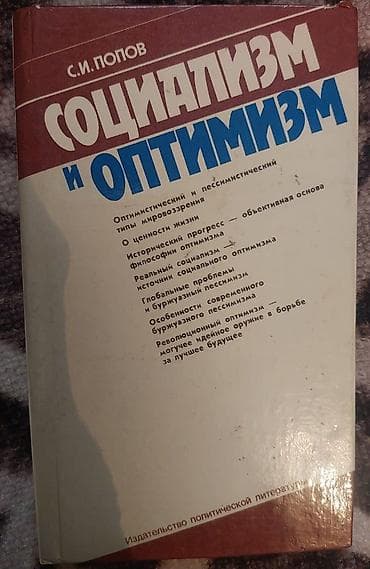 С.И.ПОПОВ
СОЦИАЛИЗМ
и ОПТИМИЗМ
Оптимистический и пессимистический
типы мировоззрения
О ценности жизни
Исторический прогресс — объективная основа
философии оптимизма
Реальный социализм —
источник социального оптимизма
Глобальные проблемы
и буржуазный пессимизм
Особенности современного
буржуазного пессимизма
Революционный оптимизм —
могучее идейное оружие в борьбе
за лучшее будущее
Издательство политической литературы